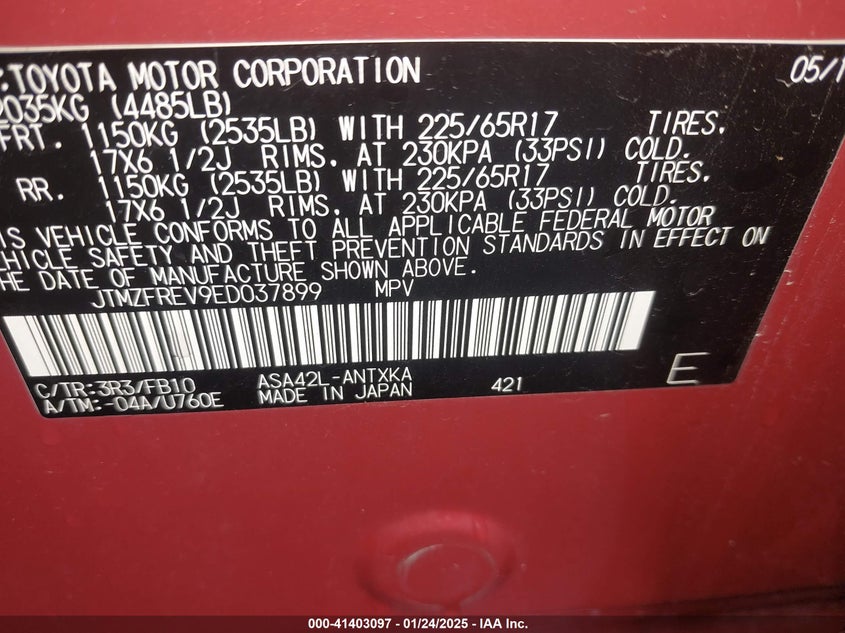 :TOYOTA MOTOR CORPORATION 05/1
2035KG (4485LB)
FRT. 1150KG (2535LB) WITH 225/65R17 TIRES.
17X6 1/2J RIMS. AT 230KPA (33PSI) COLD.
RR. 1150KG (2535LB) WITH 225/65R17 TIRES.
17X6 1/2J RIMS. AT 230KPA (33PSI) COLD.
IS VEHICLE CONFORMS TO ALL APPLICABLE FEDERAL MOTOR
EHICLE SAFETY AND THEFT PREVENTION STANDARDS IN EFFECT ON
HE DATE OF MANUFACTURE SHOWN ABOVE.
JTMZFREV9ED037899 MPV
C/TR:3R3/FB10 ASA42L-ANTXKA 421 E
A/TM:-04A/U760E MADE IN JAPAN
000-41403097 - 01/24/2025 - IAA Inc.